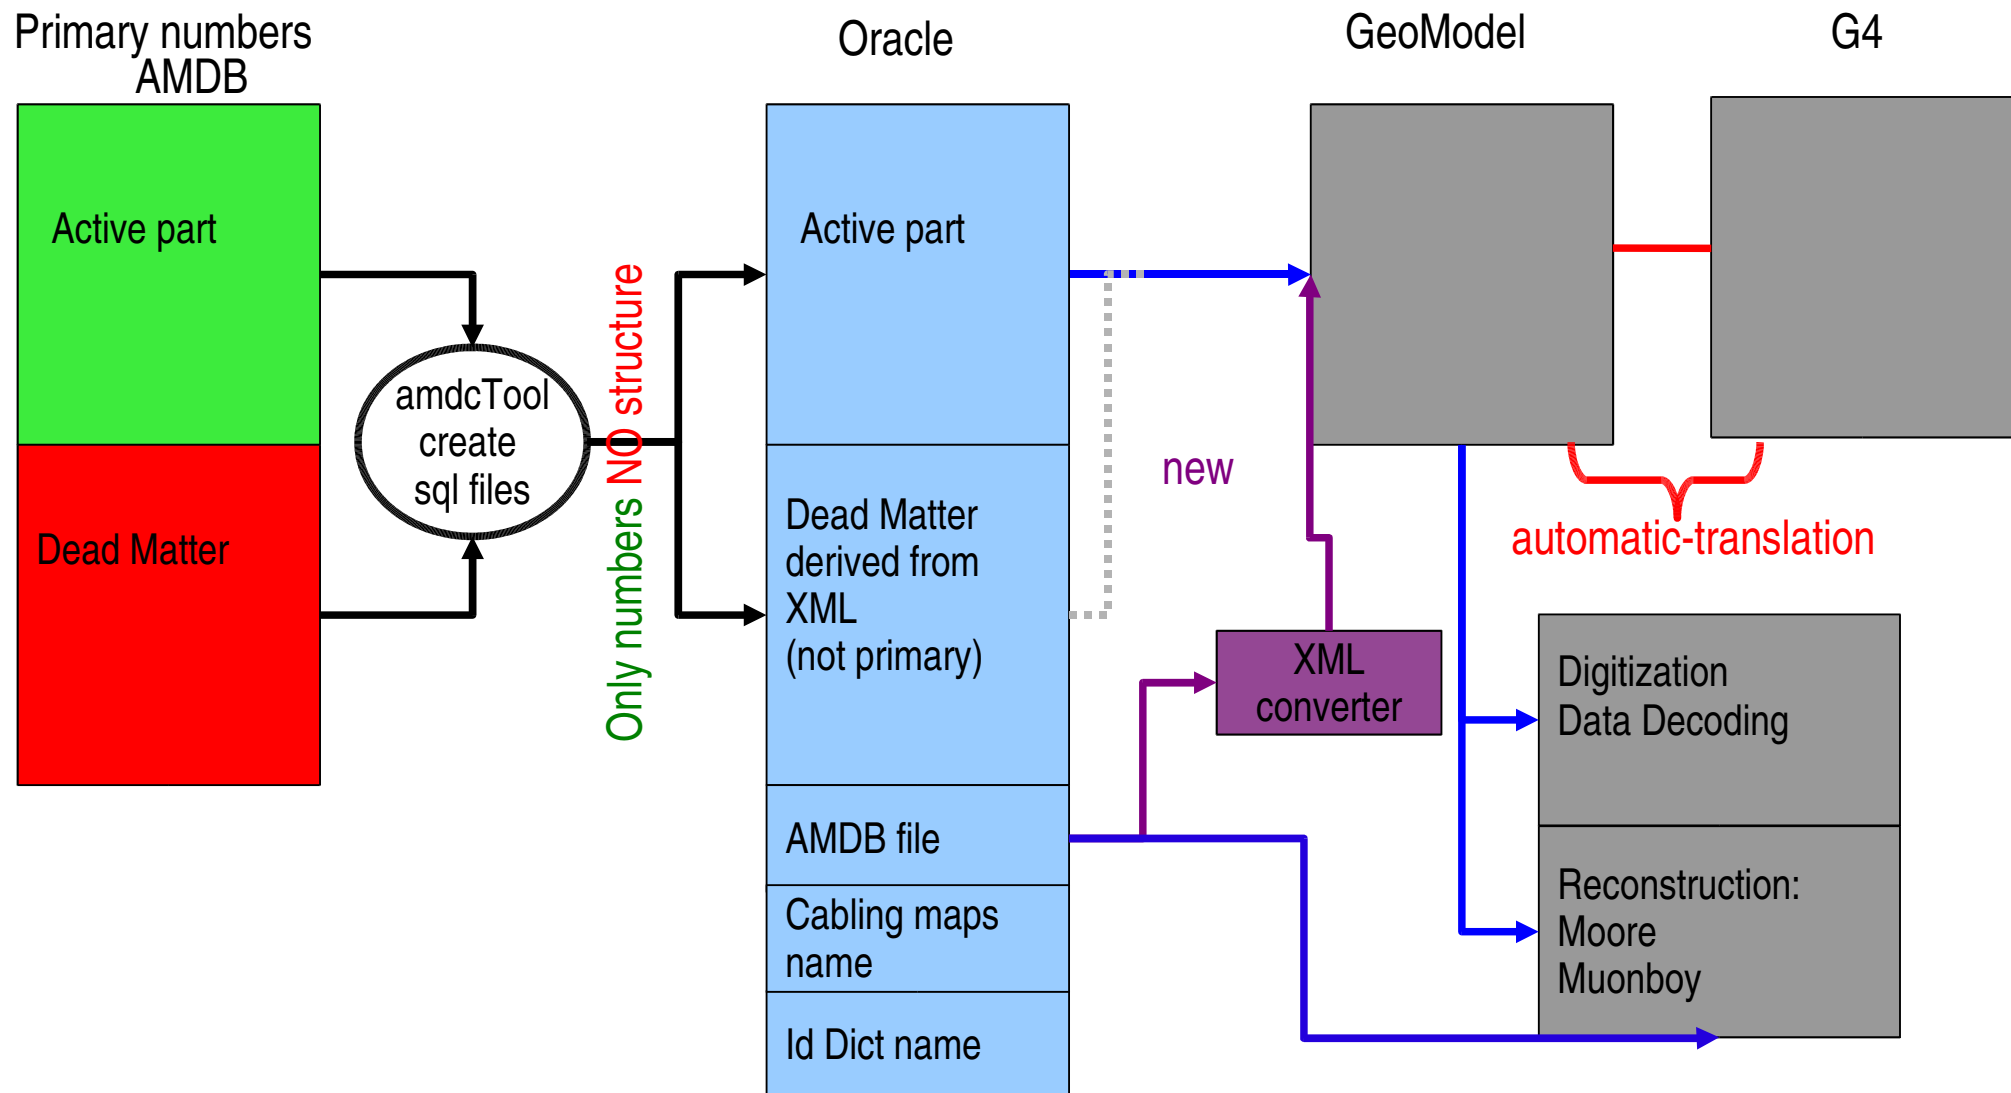 Primary numbers
AMDB
Oracle
GeoModel
G4
Active part
Dead Matter
amdcTool
create
sql files
Only numbers NO structure
Active part
Dead Matter
derived from
XML
(not primary)
AMDB file
Cabling maps
name
Id Dict name
new
XML
converter
automatic-translation
Digitization
Data Decoding
Reconstruction:
Moore
Muonboy